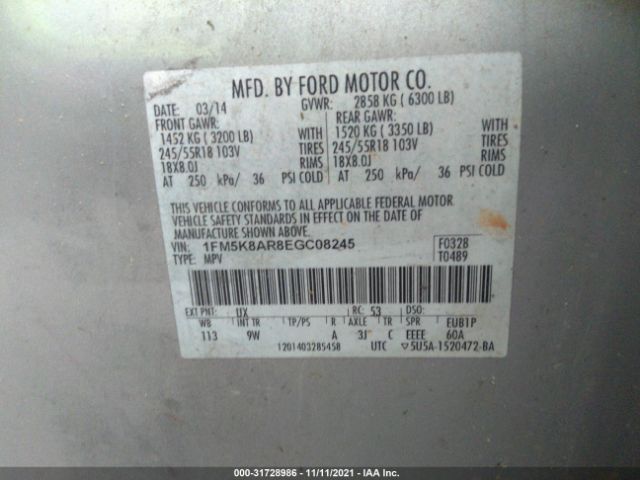 MFD. BY FORD MOTOR CO.
DATE: 03/14 GVWR: 2858 KG ( 6300 LB)
FRONT GAWR: REAR GAWR:
1452 KG ( 3200 LB) WITH 1520 KG ( 3350 LB) WITH
245/55R18 103V TIRES 245/55R18 103V TIRES
18X8.0J RIMS 18X8.0J RIMS
AT 250 kPa/ 36 PSI COLD AT 250 kPa/ 36 PSI COLD
THIS VEHICLE CONFORMS TO ALL APPLICABLE FEDERAL MOTOR
VEHICLE SAFETY STANDARDS IN EFFECT ON THE DATE OF
MANUFACTURE SHOWN ABOVE.
VIN: 1FM5K8AR8EGC08245 F0328
TYPE: MPV T0489
EXT PNT: UX RC: 53 DSO:
WB INT TR TP/PS R AXLE TR SPR EUB1P
113 9W A 3J C EEEE 60A
1201403285458 UTC ▽5U5A-1520472-BA
000-31728986 - 11/11/2021 - IAA Inc.